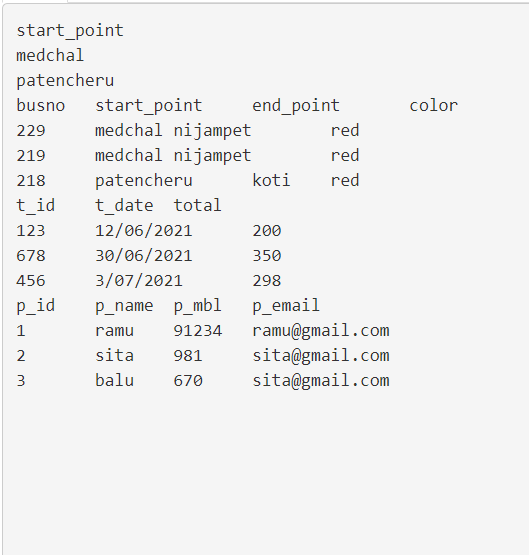 start_point
medchal
patencheru
busno start_point end_point color
229 medchal nijampet red
219 medchal nijampet red
218 patencheru koti red
t_id t_date total
123 12/06/2021 200
678 30/06/2021 350
456 3/07/2021 298
p_id p_name p_mbl p_email
1 ramu 91234 ramu@gmail.com
2 sita 981 sita@gmail.com
3 balu 670 sita@gmail.com